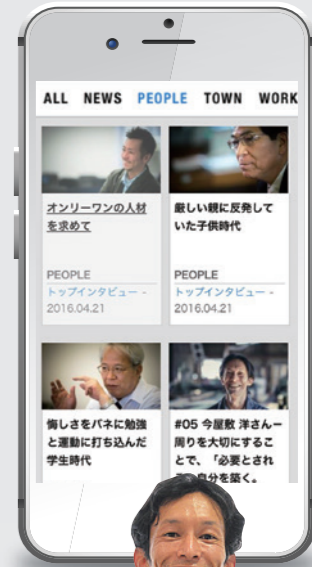 ALL NEWS PEOPLE TOWN WORK
オンリーワンの人材
を求めて
PEOPLE
トップインタビュー -
2016.04.21
厳しい親に反発して
いた子供時代
PEOPLE
トップインタビュー -
2016.04.21
悔しさをバネに勉強
と運動に打ち込んだ
学生時代
#05 今屋敷 洋さんー
周りを大切にするこ
とで、「必要とされ
自分を築く。